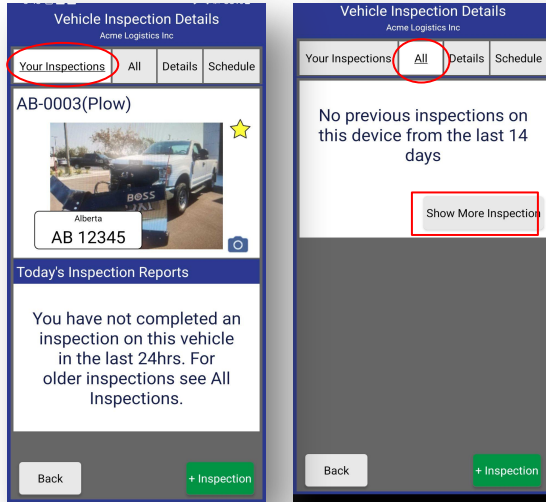 Vehicle Inspection Details
Acme Logistics Inc
Your Inspections All Details Schedule
AB-0003(Plow)
BOSS
Alberta
AB 12345
Today's Inspection Reports
You have not completed an
inspection on this vehicle
in the last 24hrs. For
older inspections see All
Inspections.
Back + Inspection
Vehicle Inspection Details
Acme Logistics Inc
Your Inspections All Details Schedule
No previous inspections on
this device from the last 14
days
Show More Inspection
Back + Inspection